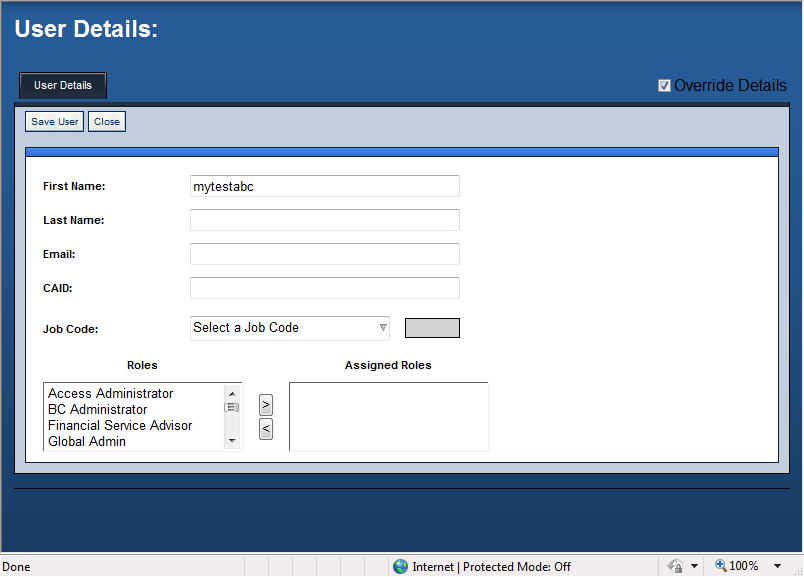 User Details:
User Details
Override Details
Save User Close
First Name: mytestabc
Last Name:
Email:
CAID:
Job Code: Select a Job Code
Roles Assigned Roles
Access Administrator
BC Administrator
>
Financial Service Advisor
<
Global Admin
Done Internet | Protected Mode: Off 100%